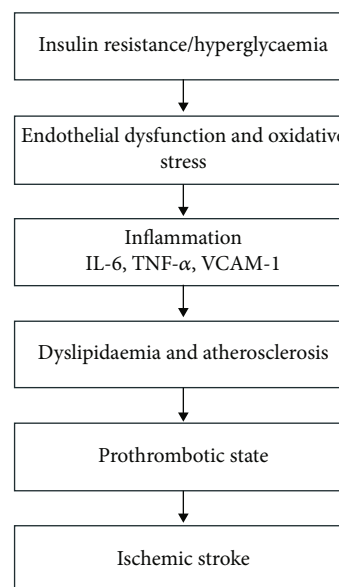 Insulin resistance/hyperglycaemia
Endothelial dysfunction and oxidative
stress
Inflammation
IL-6, TNF-α, VCAM-1
Dyslipidaemia and atherosclerosis
Prothrombotic state
Ischemic stroke